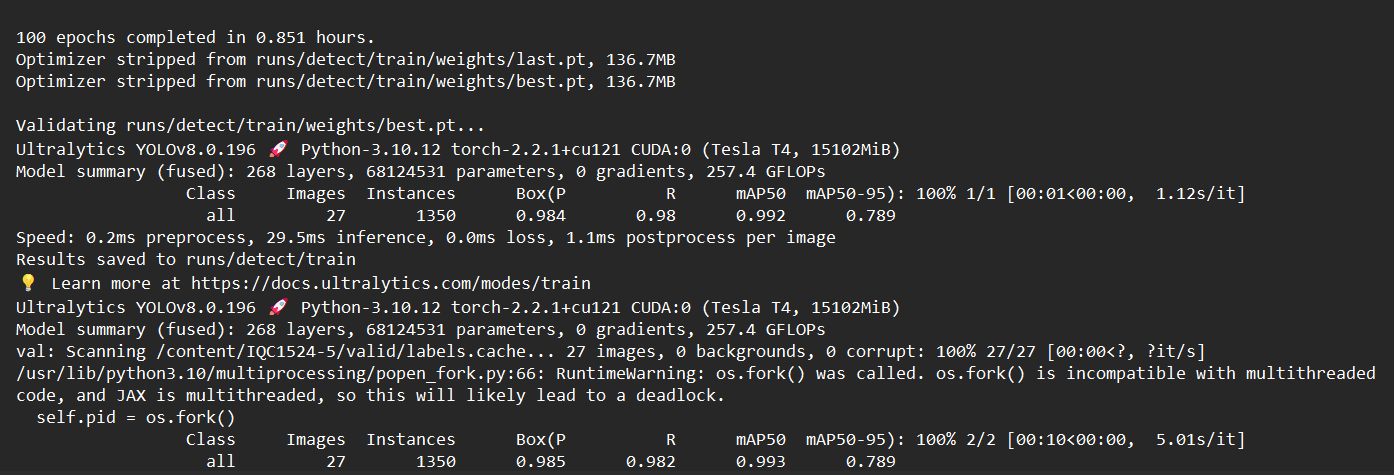 100 epochs completed in 0.851 hours.
Optimizer stripped from runs/detect/train/weights/last.pt, 136.7MB
Optimizer stripped from runs/detect/train/weights/best.pt, 136.7MB
Validating runs/detect/train/weights/best.pt...
Ultralytics YOLOv8.0.196 🚀 Python-3.10.12 torch-2.2.1+cu121 CUDA:0 (Tesla T4, 15102MiB)
Model summary (fused): 268 layers, 68124531 parameters, 0 gradients, 257.4 GFLOPs
Class Images Instances Box(P R mAP50 mAP50-95): 100% 1/1 [00:01<00:00, 1.12s/it]
all 27 1350 0.984 0.98 0.992 0.789
Speed: 0.2ms preprocess, 29.5ms inference, 0.0ms loss, 1.1ms postprocess per image
Results saved to runs/detect/train
💡 Learn more at https://docs.ultralytics.com/modes/train
Ultralytics YOLOv8.0.196 🚀 Python-3.10.12 torch-2.2.1+cu121 CUDA:0 (Tesla T4, 15102MiB)
Model summary (fused): 268 layers, 68124531 parameters, 0 gradients, 257.4 GFLOPs
val: Scanning /content/IQC1524-5/valid/labels.cache... 27 images, 0 backgrounds, 0 corrupt: 100% 27/27 [00:00<?, ?it/s]
/usr/lib/python3.10/multiprocessing/popen_fork.py:66: RuntimeWarning: os.fork() was called. os.fork() is incompatible with multithreaded
code, and JAX is multithreaded, so this will likely lead to a deadlock.
self.pid = os.fork()
Class Images Instances Box(P R mAP50 mAP50-95): 100% 2/2 [00:10<00:00, 5.01s/it]
all 27 1350 0.985 0.982 0.993 0.789